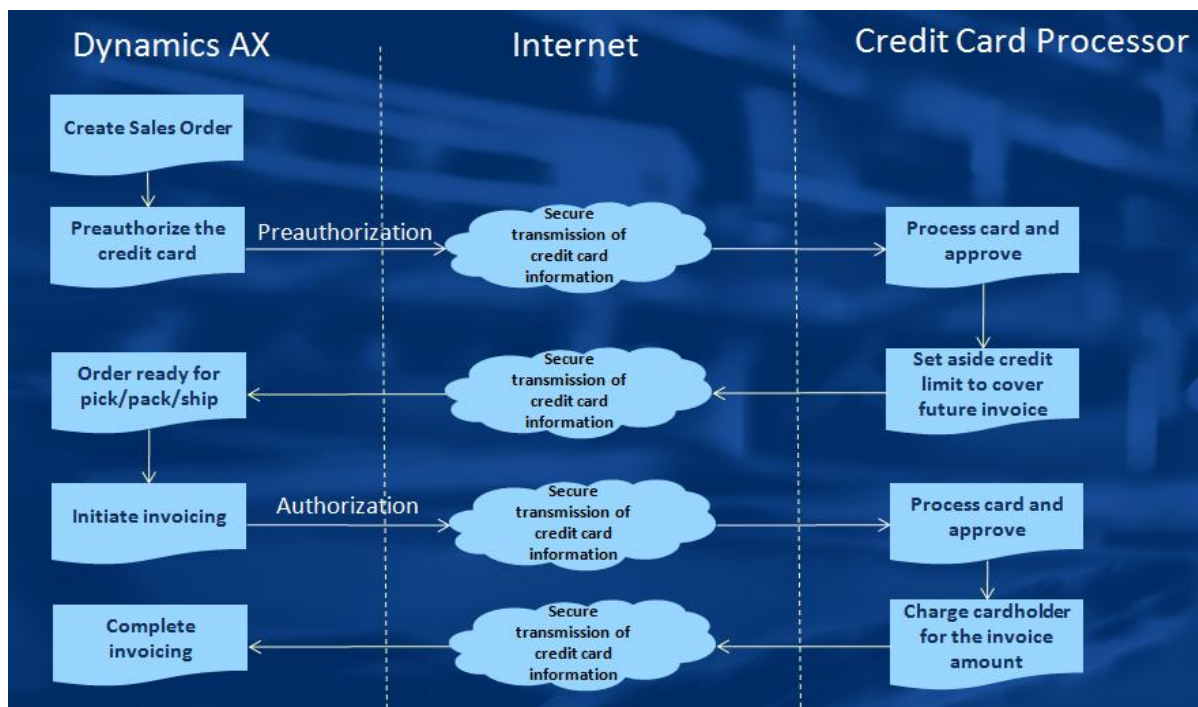 Dynamics AX
Internet
Credit Card Processor
Create Sales Order
Preauthorize the
credit card
Preauthorization
Secure
transmission of
credit card
information
Process card and
approve
Order ready for
pick/pack/ship
Secure
transmission of
credit card
information
Set aside credit
limit to cover
future invoice
Initiate invoicing
Authorization
Secure
transmission of
credit card
information
Process card and
approve
Complete
invoicing
Secure
transmission of
credit card
information
Charge cardholder
for the invoice
amount